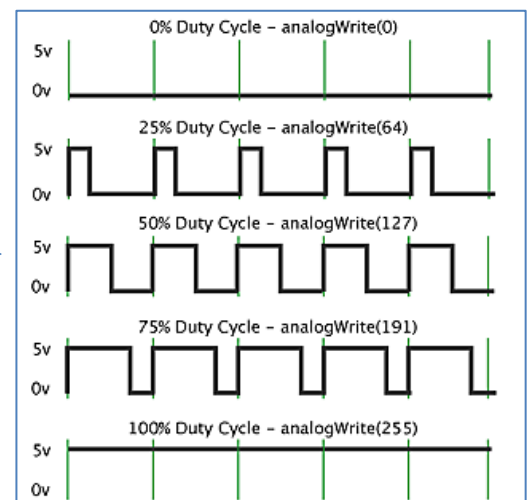 0% Duty Cycle – analogWrite(0)
5v
0v
25% Duty Cycle – analogWrite(64)
5v
0v
50% Duty Cycle – analogWrite(127)
5v
0v
75% Duty Cycle – analogWrite(191)
5v
0v
100% Duty Cycle – analogWrite(255)
5v
0v